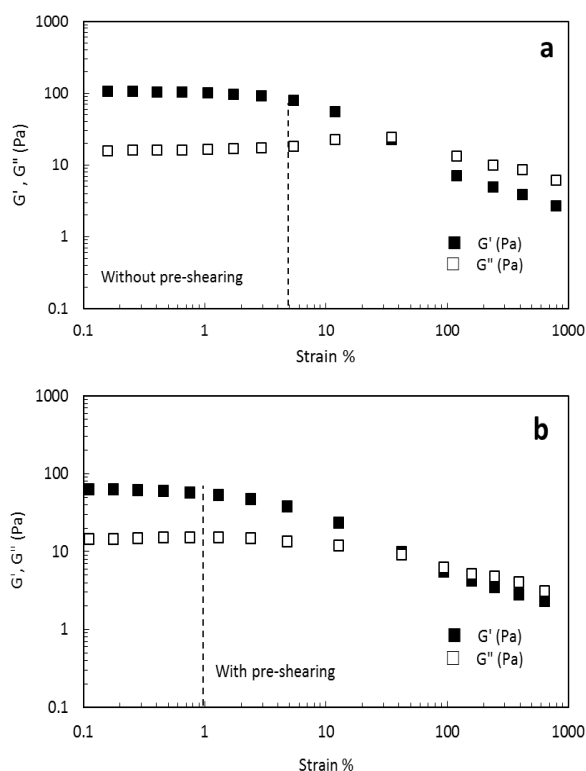 1000
a
100
10
1
0.1
G' , G" (Pa)
G' (Pa)
G" (Pa)
Without pre-shearing
0.1 1 10 100 1000
Strain %
1000
b
100
10
1
0.1
G', G" (Pa)
G' (Pa)
G" (Pa)
With pre-shearing
0.1 1 10 100 1000
Strain %